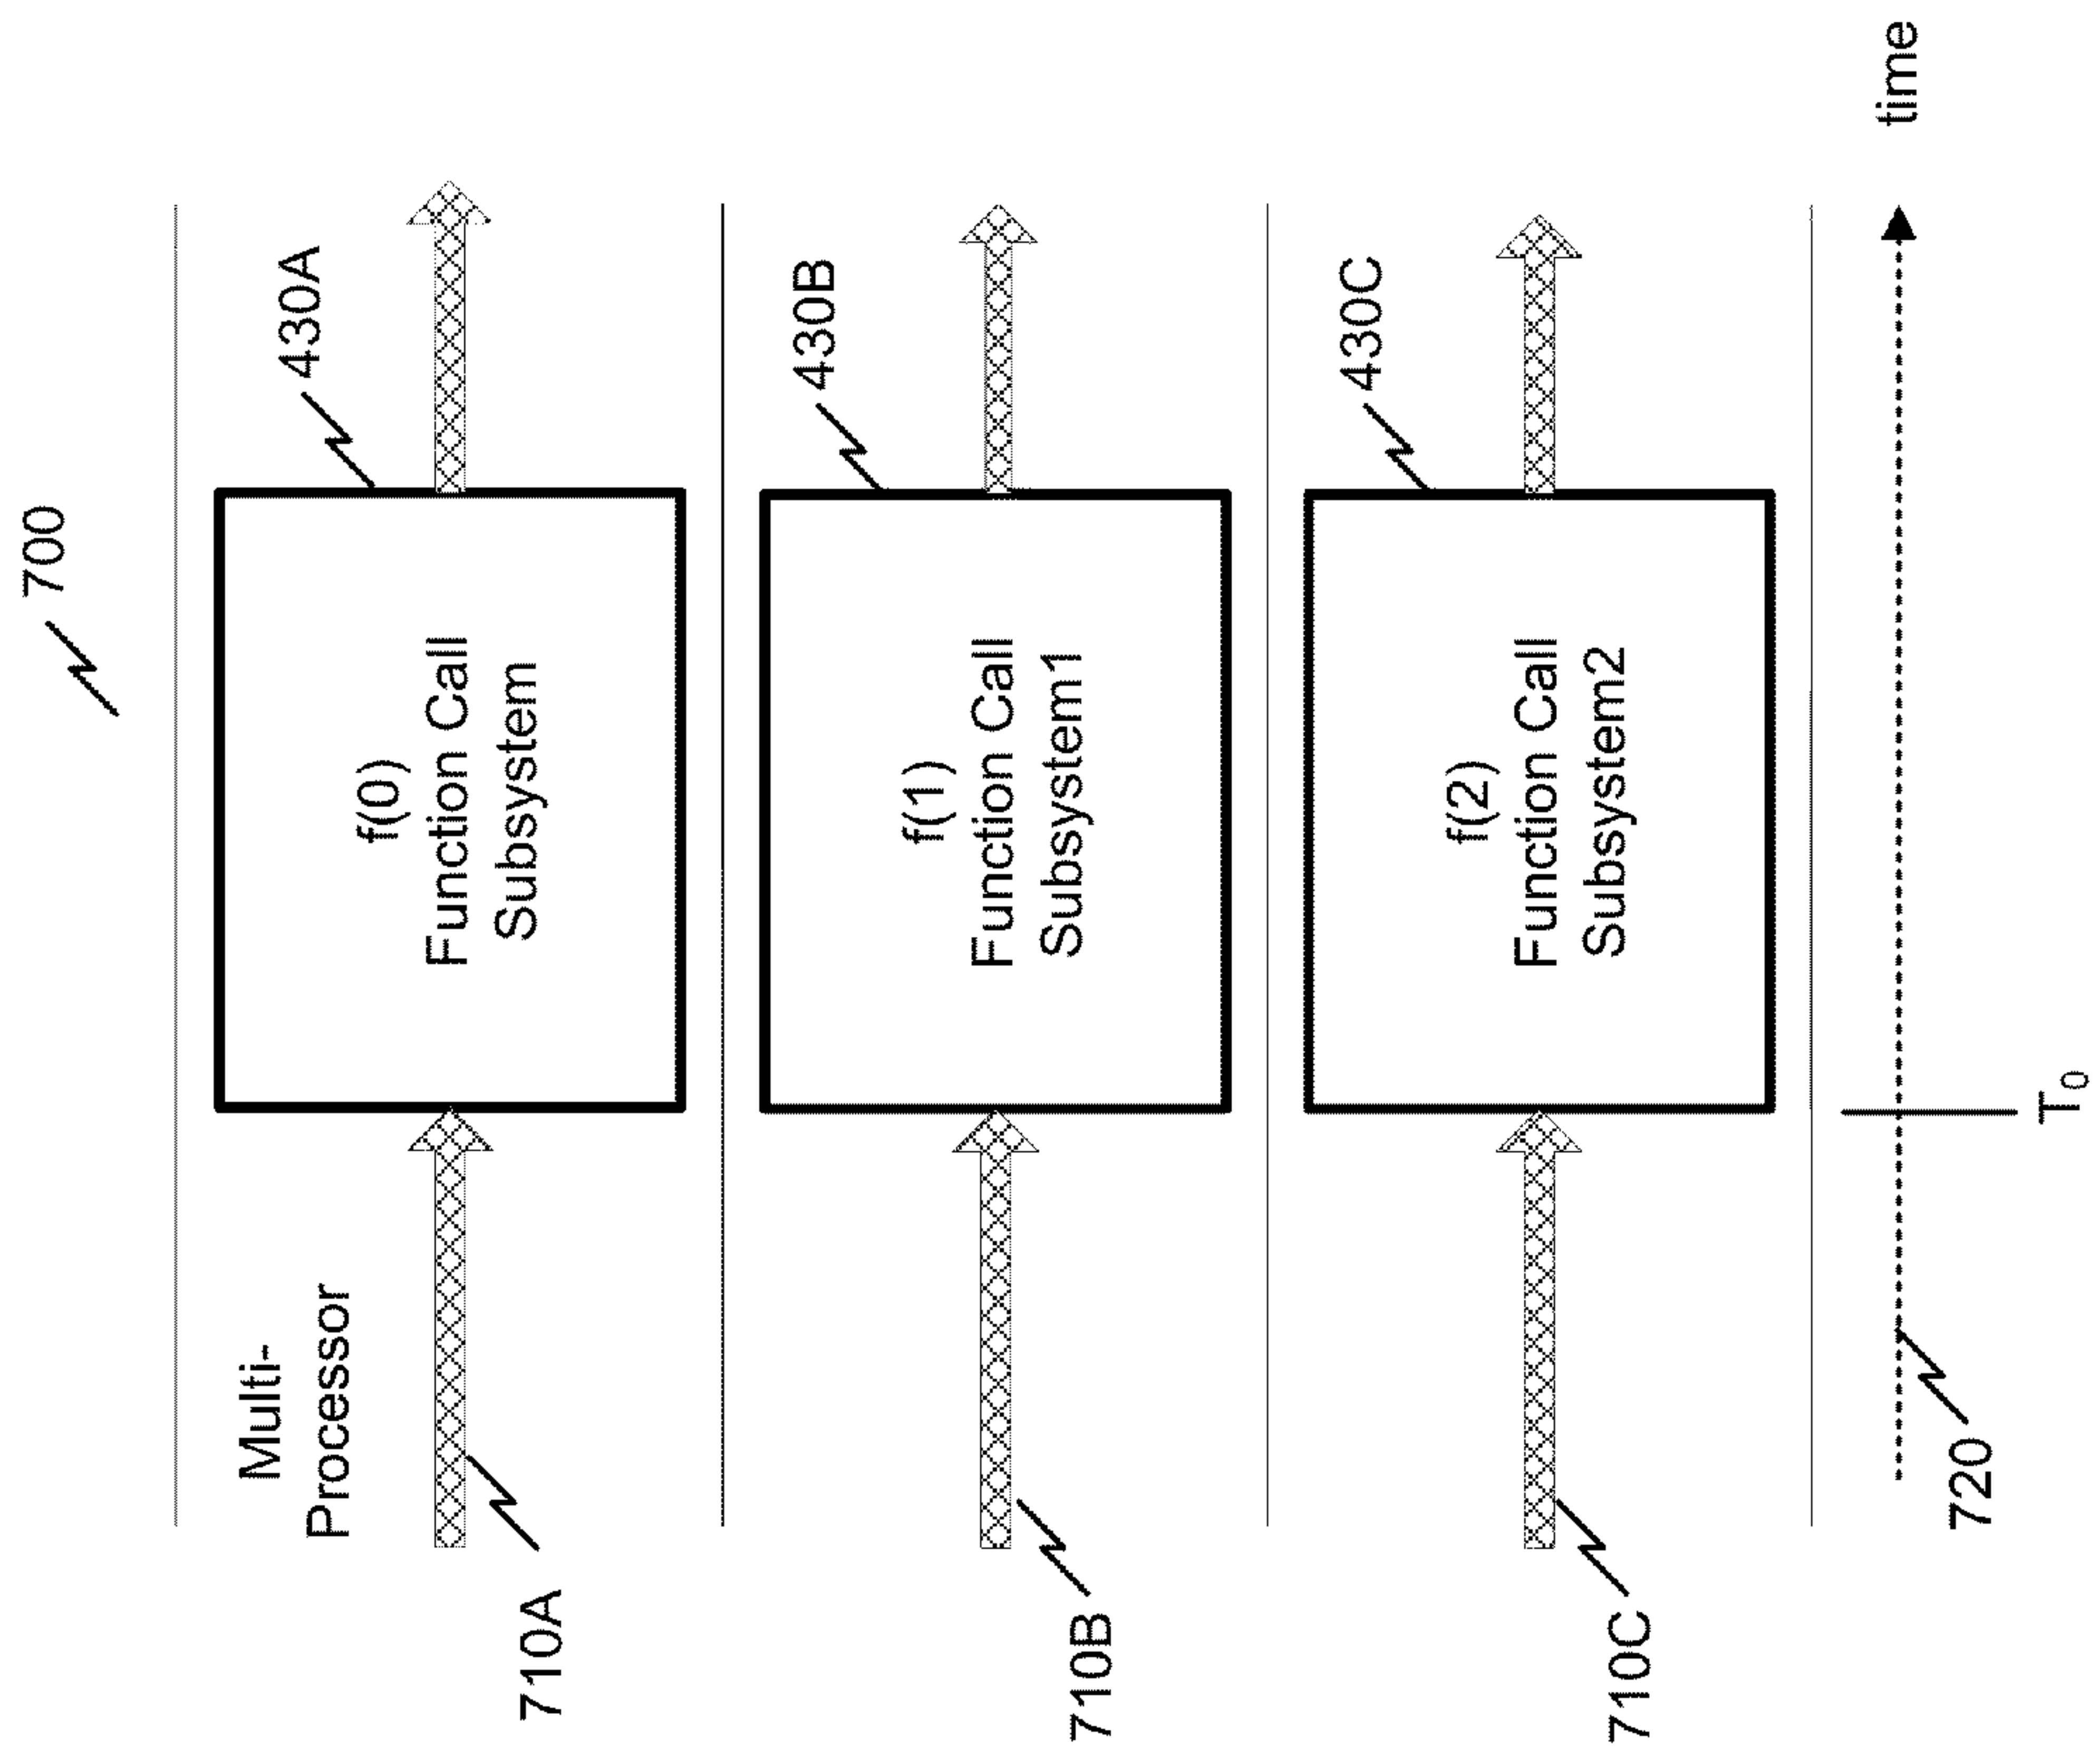 700
Multi-
Processor
430A
f(0)
Function Call
Subsystem
710A
430B
f(1)
Function Call
Subsystem1
710B
430C
f(2)
Function Call
Subsystem2
710C
time
720
T0